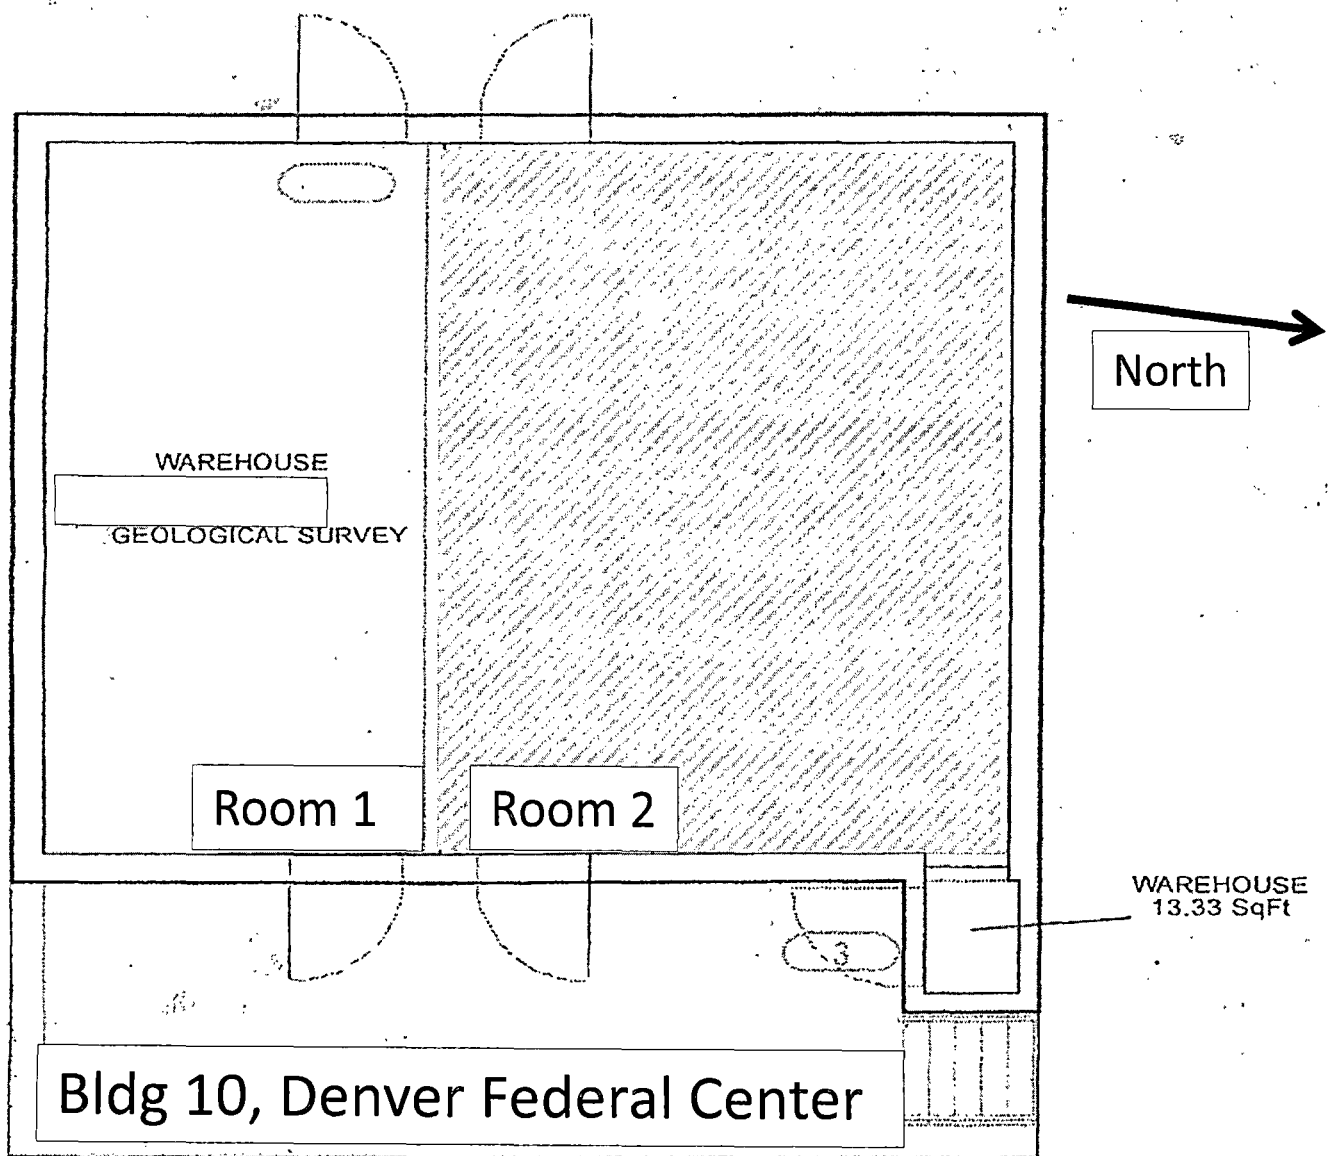 North
WAREHOUSE
GEOLOGICAL SURVEY
Room 1
Room 2
WAREHOUSE
13.33 SqFt
3
Bldg 10, Denver Federal Center